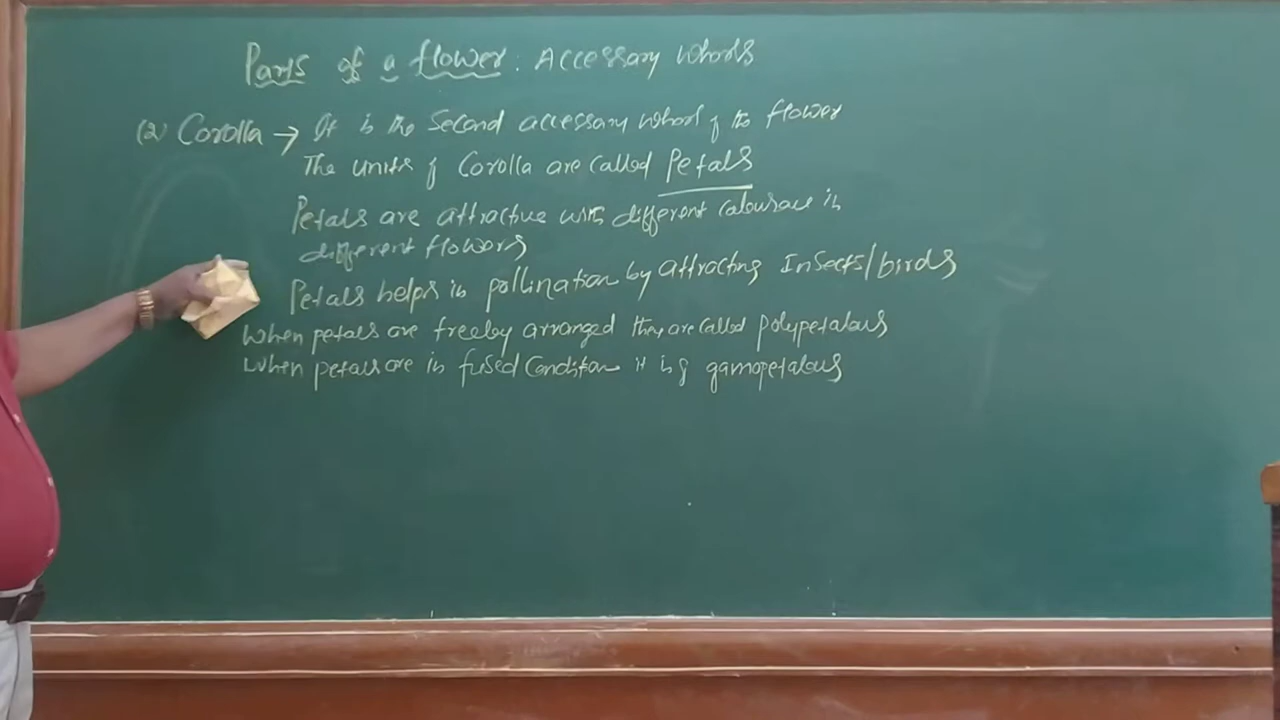 Parts of a flower : Accessary Whorls
(2) Corolla → It is the Second accessary whorl of the flower
The units of Corolla are called Petals
Petals are attractive with different colours in
different flowers
Petals helps in pollination by attracting Insects/birds
When petals are freeley arranged they are called polypetalous
When petals are in fused Condition it is gamopetalous